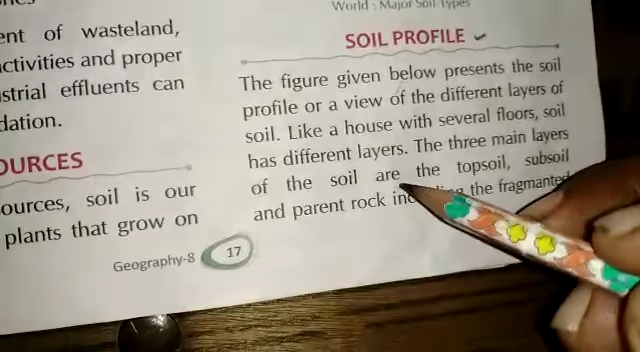 World : Major Soil Types
ent of wasteland,
ctivities and proper
strial effluents can
dation.
OURCES
ources, soil is our
plants that grow on
SOIL PROFILE
The figure given below presents the soil
profile or a view of the different layers of
soil. Like a house with several floors, soil
has different layers. The three main layers
of the soil are the topsoil, subsoil
and parent rock the fragmanted
Geography-8 17